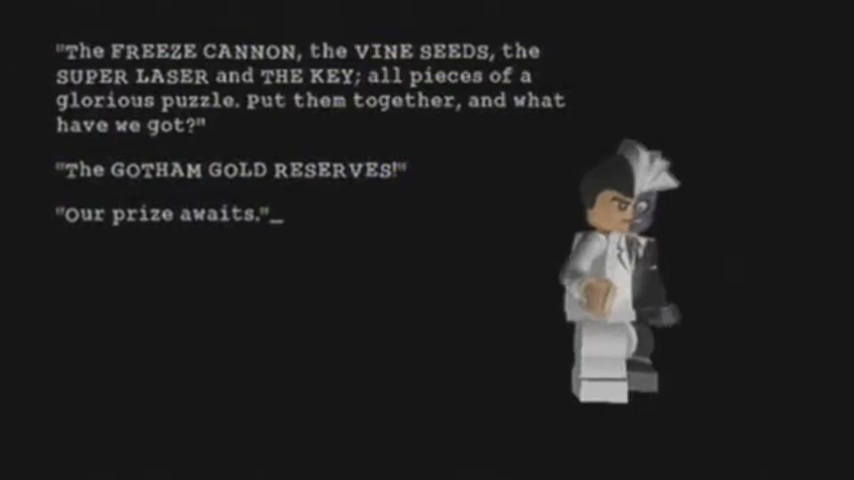 "The FREEZE CANNON, the VINE SEEDS, the
SUPER LASER and THE KEY; all pieces of a
glorious puzzle. Put them together, and what
have we got?"
"The GOTHAM GOLD RESERVES!"
"Our prize awaits."_